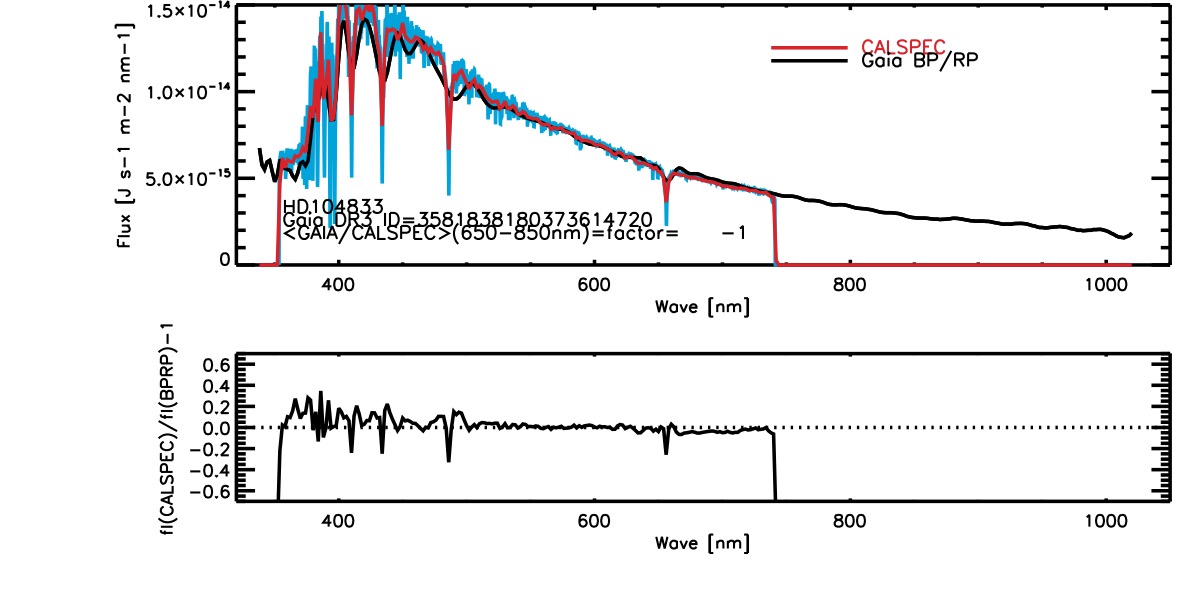 1.5×10−14
1.0×10−14
5.0×10−15
0
Flux [J s−1 m−2 nm−1]
CALSPEC
Gaia BP/RP
HD104833
Gaia DR3 ID=3581838180373614720
<GAIA/CALSPEC>(650−850nm)=factor= −1
400 600 800 1000
Wave [nm]
fl(CALSPEC)/fl(BPRP)−1
0.6
0.4
0.2
0.0
−0.2
−0.4
−0.6
400 600 800 1000
Wave [nm]